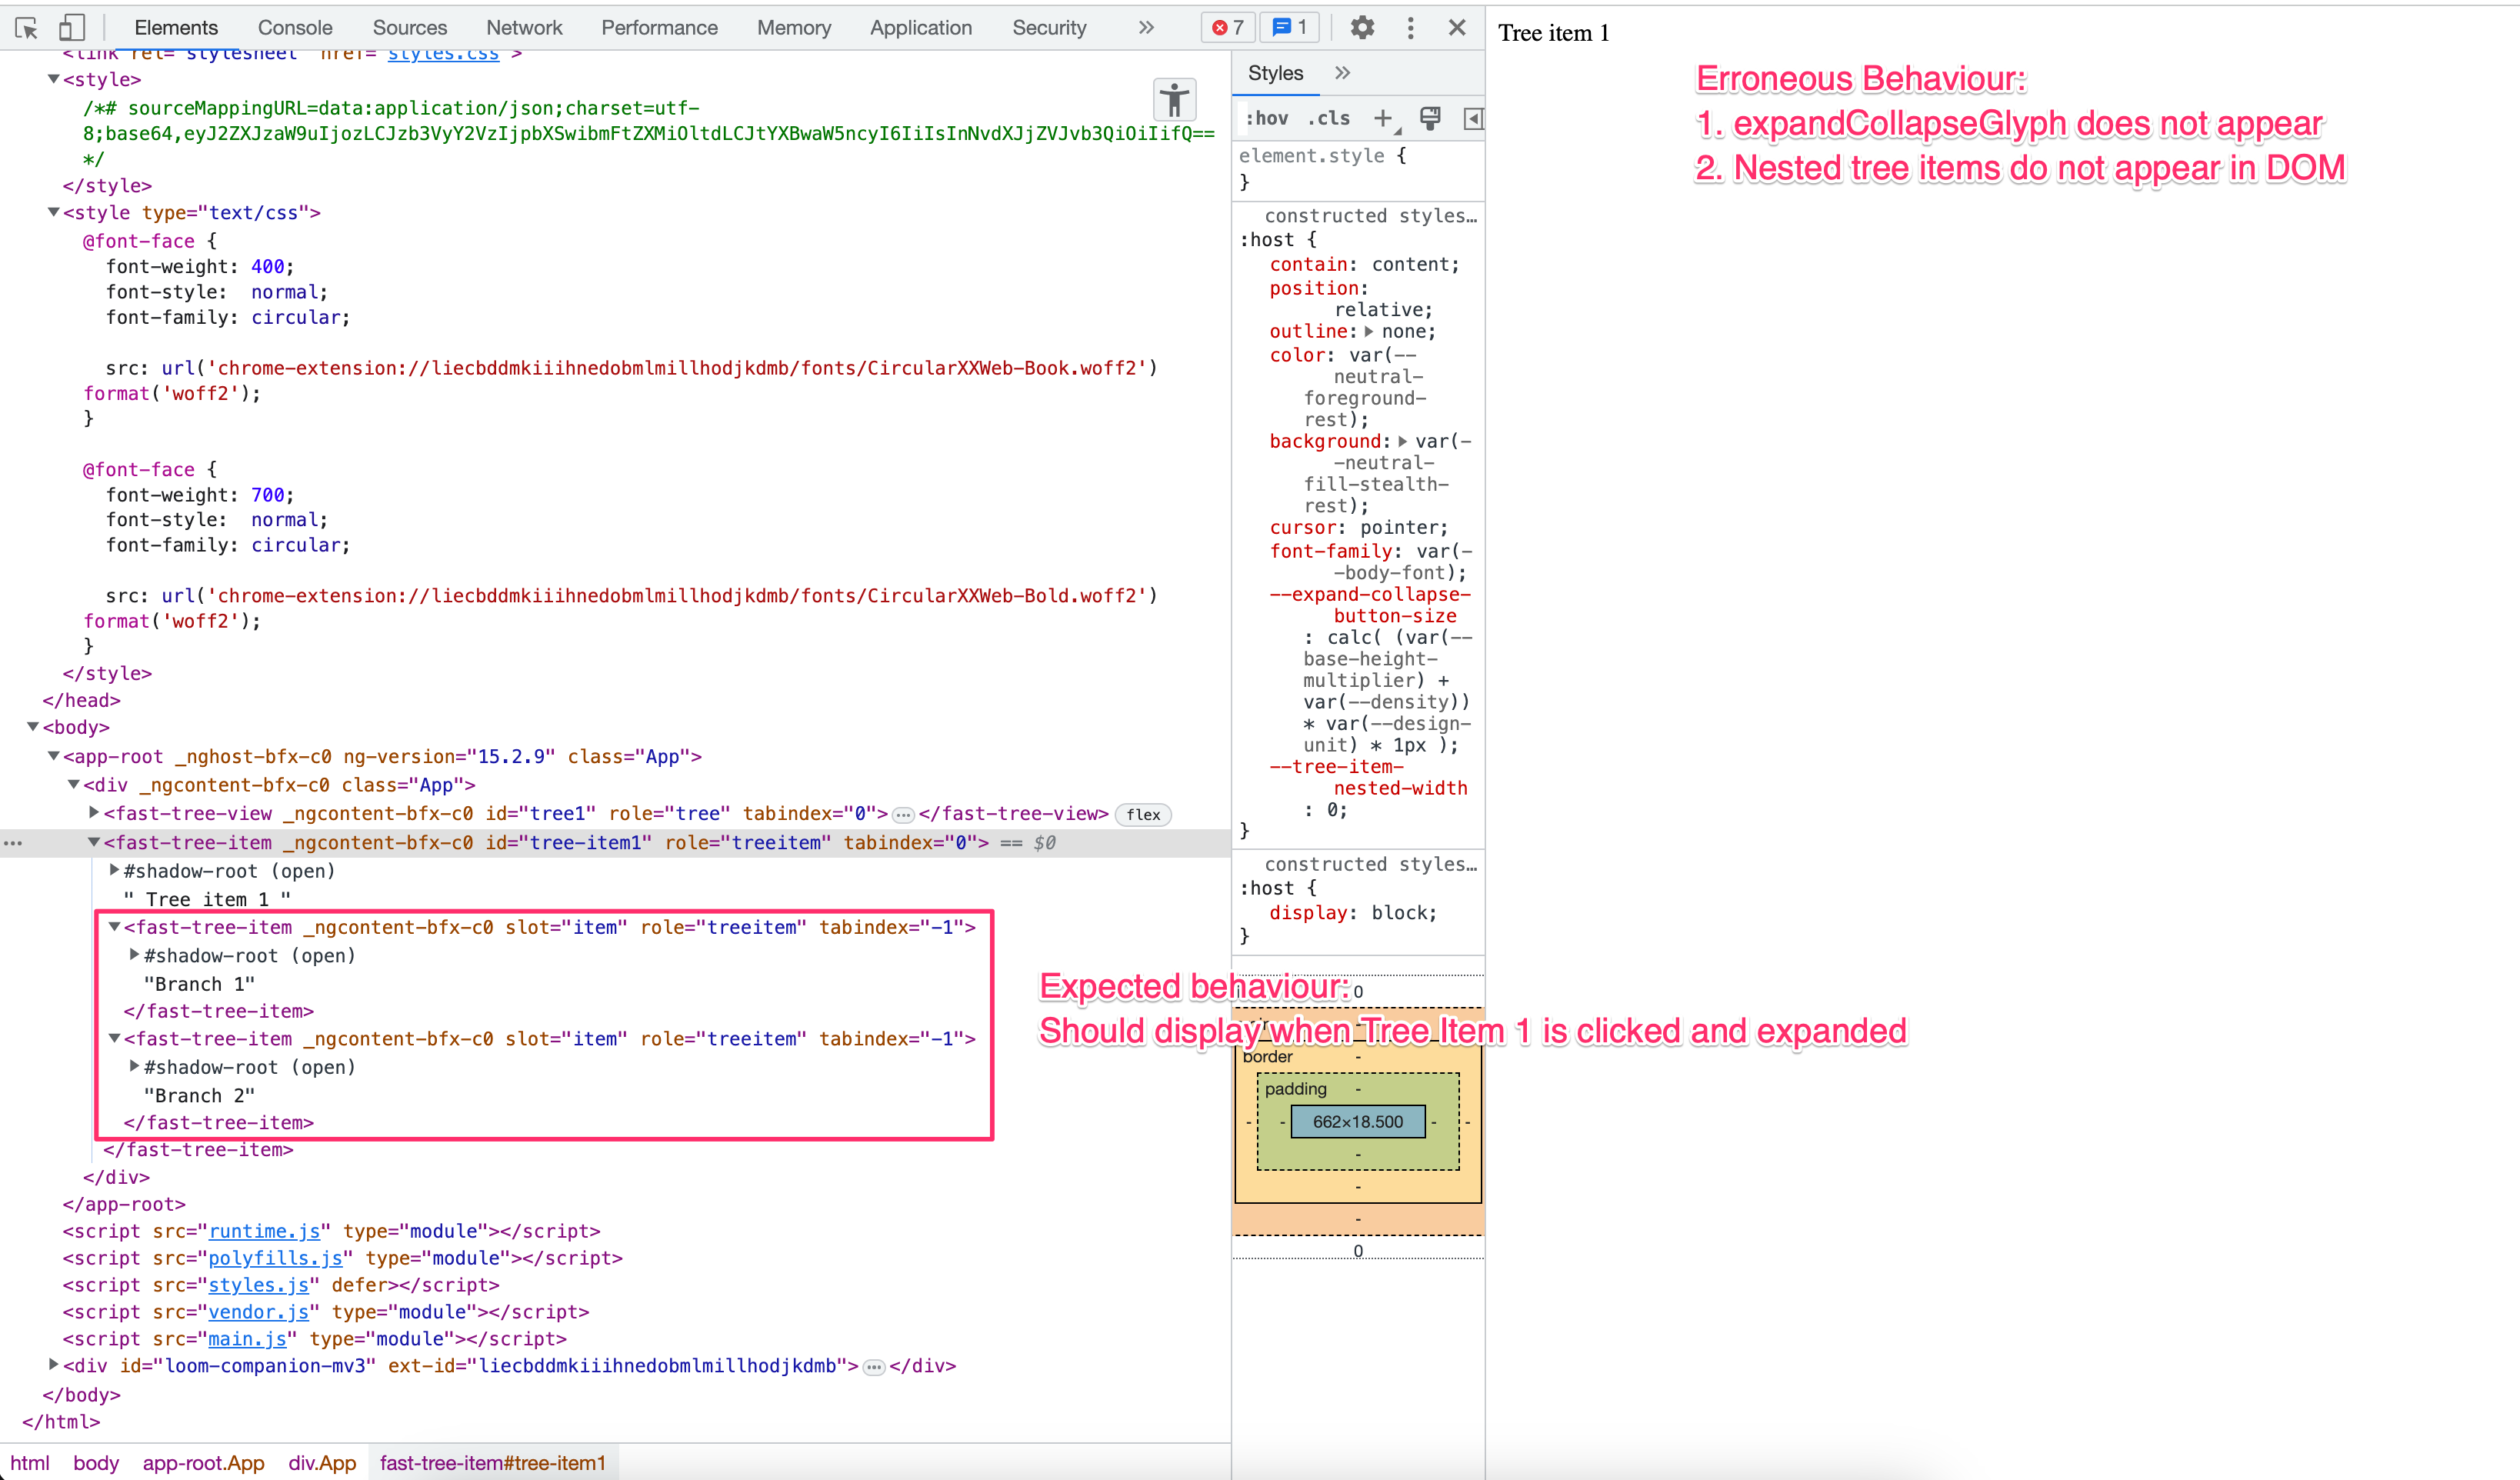 Elements Console Sources Network Performance Memory Application Security » 7 1
<link rel="stylesheet" href="styles.css">
<style>
/*# sourceMappingURL=data:application/json;charset=utf-
8;base64,eyJ2ZXJzaW9uIjozLCJzb3VyY2VzIjpbXSwibmFtZXMiOltdLCJtYXBwaW5ncyI6IiIsInNvdXJjZVJvb3QiOiIifQ==
*/
</style>
<style type="text/css">
@font-face {
font-weight: 400;
font-style: normal;
font-family: circular;
src: url('chrome-extension://liecbddmkiiihnedobmlmillhodjkdmb/fonts/CircularXXWeb-Book.woff2')
format('woff2');
}
@font-face {
font-weight: 700;
font-style: normal;
font-family: circular;
src: url('chrome-extension://liecbddmkiiihnedobmlmillhodjkdmb/fonts/CircularXXWeb-Bold.woff2')
format('woff2');
}
</style>
</head>
<body>
<app-root _nghost-bfx-c0 ng-version="15.2.9" class="App">
<div _ngcontent-bfx-c0 class="App">
<fast-tree-view _ngcontent-bfx-c0 id="tree1" role="tree" tabindex="0">…</fast-tree-view> flex
… <fast-tree-item _ngcontent-bfx-c0 id="tree-item1" role="treeitem" tabindex="0"> == $0
#shadow-root (open)
" Tree item 1 "
<fast-tree-item _ngcontent-bfx-c0 slot="item" role="treeitem" tabindex="-1">
#shadow-root (open)
"Branch 1"
</fast-tree-item>
<fast-tree-item _ngcontent-bfx-c0 slot="item" role="treeitem" tabindex="-1">
#shadow-root (open)
"Branch 2"
</fast-tree-item>
</fast-tree-item>
</div>
</app-root>
<script src="runtime.js" type="module"></script>
<script src="polyfills.js" type="module"></script>
<script src="styles.js" defer></script>
<script src="vendor.js" type="module"></script>
<script src="main.js" type="module"></script>
<div id="loom-companion-mv3" ext-id="liecbddmkiiihnedobmlmillhodjkdmb">…</div>
</body>
</html>
html body app-root.App div.App fast-tree-item#tree-item1
Styles »
:hov .cls +
element.style {
}
constructed styles…
:host {
contain: content;
position:
relative;
outline: none;
color: var(--
neutral-
foreground-
rest);
background: var(-
-neutral-
fill-stealth-
rest);
cursor: pointer;
font-family: var(-
-body-font);
--expand-collapse-
button-size
: calc( (var(--
base-height-
multiplier) +
var(--density))
* var(--design-
unit) * 1px );
--tree-item-
nested-width
: 0;
}
constructed styles…
:host {
display: block;
}
0
-
border -
padding -
- - 662×18.500 - -
-
-
-
0
Tree item 1
Erroneous Behaviour:
1. expandCollapseGlyph does not appear
2. Nested tree items do not appear in DOM
Expected behaviour:
Should display when Tree Item 1 is clicked and expanded